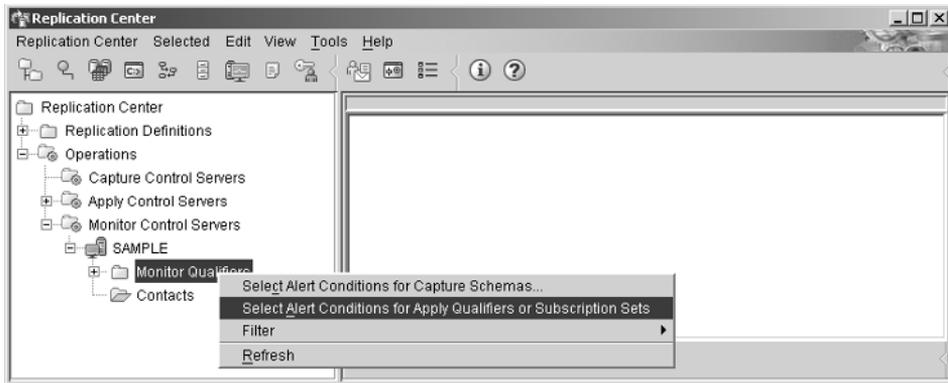 Replication Center
Replication Center Selected Edit View Tools Help
Replication Center
Replication Definitions
Operations
Capture Control Servers
Apply Control Servers
Monitor Control Servers
SAMPLE
Monitor Qualifiers
Contacts
Select Alert Conditions for Capture Schemas...
Select Alert Conditions for Apply Qualifiers or Subscription Sets
Filter
Refresh